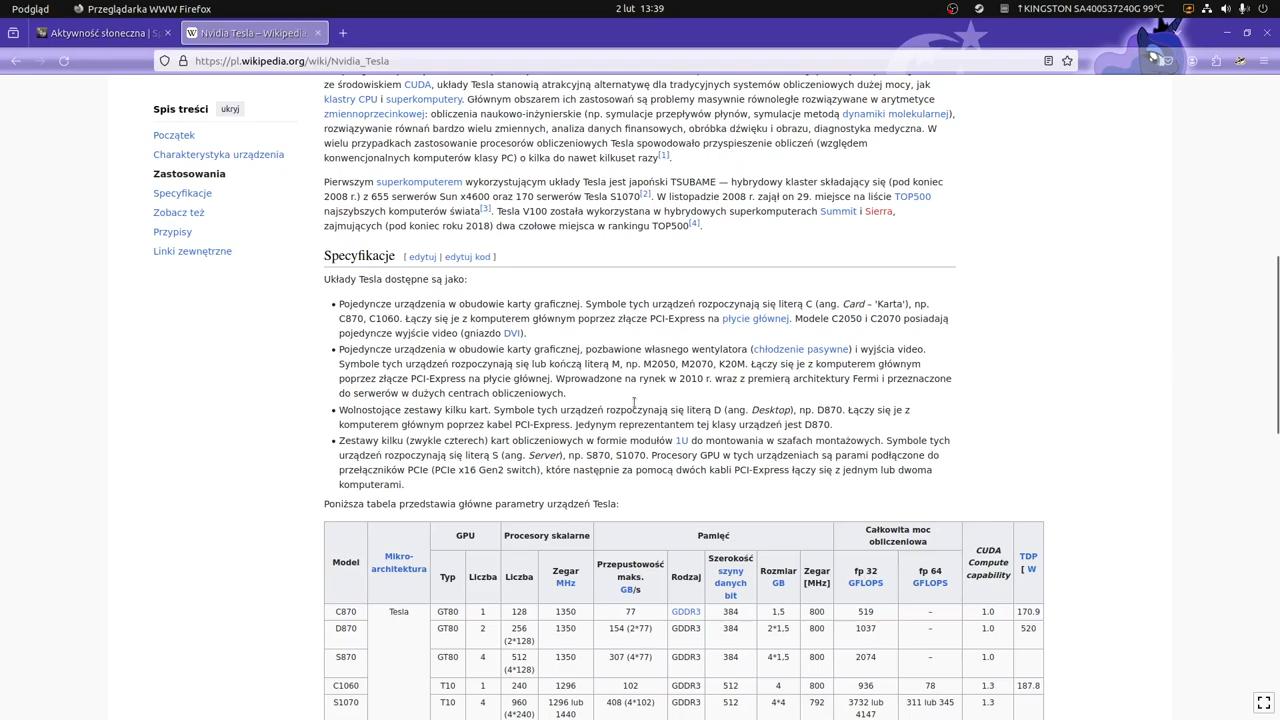 Podgląd Przeglądarka WWW Firefox 2 lut 13:39 ↑KINGSTON SA400S37240G 99°C
Aktywność słoneczna | S × Nvidia Tesla – Wikipedia × +
https://pl.wikipedia.org/wiki/Nvidia_Tesla
Spis treści ukryj
Początek
Charakterystyka urządzenia
Zastosowania
Specyfikacje
Zobacz też
Przypisy
Linki zewnętrzne
ze środowiskiem CUDA, układy Tesla stanowią atrakcyjną alternatywę dla tradycyjnych systemów obliczeniowych dużej mocy, jak
klastry CPU i superkomputery. Głównym obszarem ich zastosowań są problemy masywnie równoległe rozwiązywane w arytmetyce
zmiennoprzecinkowej: obliczenia naukowo-inżynierskie (np. symulacje przepływów płynów, symulacje metodą dynamiki molekularnej),
rozwiązywanie równań bardzo wielu zmiennych, analiza danych finansowych, obróbka dźwięku i obrazu, diagnostyka medyczna. W
wielu przypadkach zastosowanie procesorów obliczeniowych Tesla spowodowało przyspieszenie obliczeń (względem
konwencjonalnych komputerów klasy PC) o kilka do nawet kilkuset razy[1].
Pierwszym superkomputerem wykorzystującym układy Tesla jest japoński TSUBAME — hybrydowy klaster składający się (pod koniec
2008 r.) z 655 serwerów Sun x4600 oraz 170 serwerów Tesla S1070[2]. W listopadzie 2008 r. zajął on 29. miejsce na liście TOP500
najszybszych komputerów świata[3]. Tesla V100 została wykorzystana w hybrydowych superkomputerach Summit i Sierra,
zajmujących (pod koniec roku 2018) dwa czołowe miejsca w rankingu TOP500[4].
Specyfikacje [ edytuj | edytuj kod ]
Układy Tesla dostępne są jako:
• Pojedyncze urządzenia w obudowie karty graficznej. Symbole tych urządzeń rozpoczynają się literą C (ang. Card – 'Karta'), np.
C870, C1060. Łączy się je z komputerem głównym poprzez złącze PCI-Express na płycie głównej. Modele C2050 i C2070 posiadają
pojedyncze wyjście video (gniazdo DVI).
• Pojedyncze urządzenia w obudowie karty graficznej, pozbawione własnego wentylatora (chłodzenie pasywne) i wyjścia video.
Symbole tych urządzeń rozpoczynają się lub kończą literą M, np. M2050, M2070, K20M. Łączy się je z komputerem głównym
poprzez złącze PCI-Express na płycie głównej. Wprowadzone na rynek w 2010 r. wraz z premierą architektury Fermi i przeznaczone
do serwerów w dużych centrach obliczeniowych.
• Wolnostojące zestawy kilku kart. Symbole tych urządzeń rozpoczynają się literą D (ang. Desktop), np. D870. Łączy się je z
komputerem głównym poprzez kabel PCI-Express. Jedynym reprezentantem tej klasy urządzeń jest D870.
• Zestawy kilku (zwykle czterech) kart obliczeniowych w formie modułów 1U do montowania w szafach montażowych. Symbole tych
urządzeń rozpoczynają się literą S (ang. Server), np. S870, S1070. Procesory GPU w tych urządzeniach są parami podłączone do
przełączników PCIe (PCIe x16 Gen2 switch), które następnie za pomocą dwóch kabli PCI-Express łączy się z jednym lub dwoma
komputerami.
Poniższa tabela przedstawia główne parametry urządzeń Tesla:
Model Mikro-architektura GPU Procesory skalarne Pamięć Całkowita moc obliczeniowa CUDA Compute capability TDP [ W
Typ Liczba Liczba Zegar MHz Przepustowość maks. GB/s Rodzaj Szerokość szyny danych bit Rozmiar GB Zegar [MHz] fp 32 GFLOPS fp 64 GFLOPS
C870 Tesla GT80 1 128 1350 77 GDDR3 384 1,5 800 519 – 1.0 170.9
D870 GT80 2 256 (2*128) 1350 154 (2*77) GDDR3 384 2*1,5 800 1037 – 1.0 520
S870 GT80 4 512 (4*128) 1350 307 (4*77) GDDR3 384 4*1,5 800 2074 – 1.0
C1060 T10 1 240 1296 102 GDDR3 512 4 800 936 78 1.3 187.8
S1070 T10 4 960 (4*240) 1296 lub 1440 408 (4*102) GDDR3 512 4*4 792 3732 lub 4147 311 lub 345 1.3